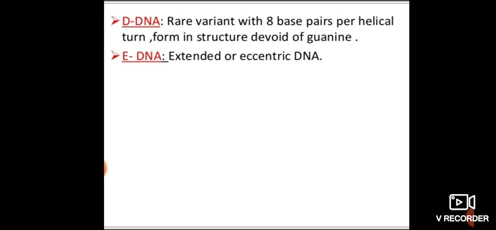 ➢D-DNA: Rare variant with 8 base pairs per helical
turn ,form in structure devoid of guanine .
➢E- DNA: Extended or eccentric DNA.
V RECORDER